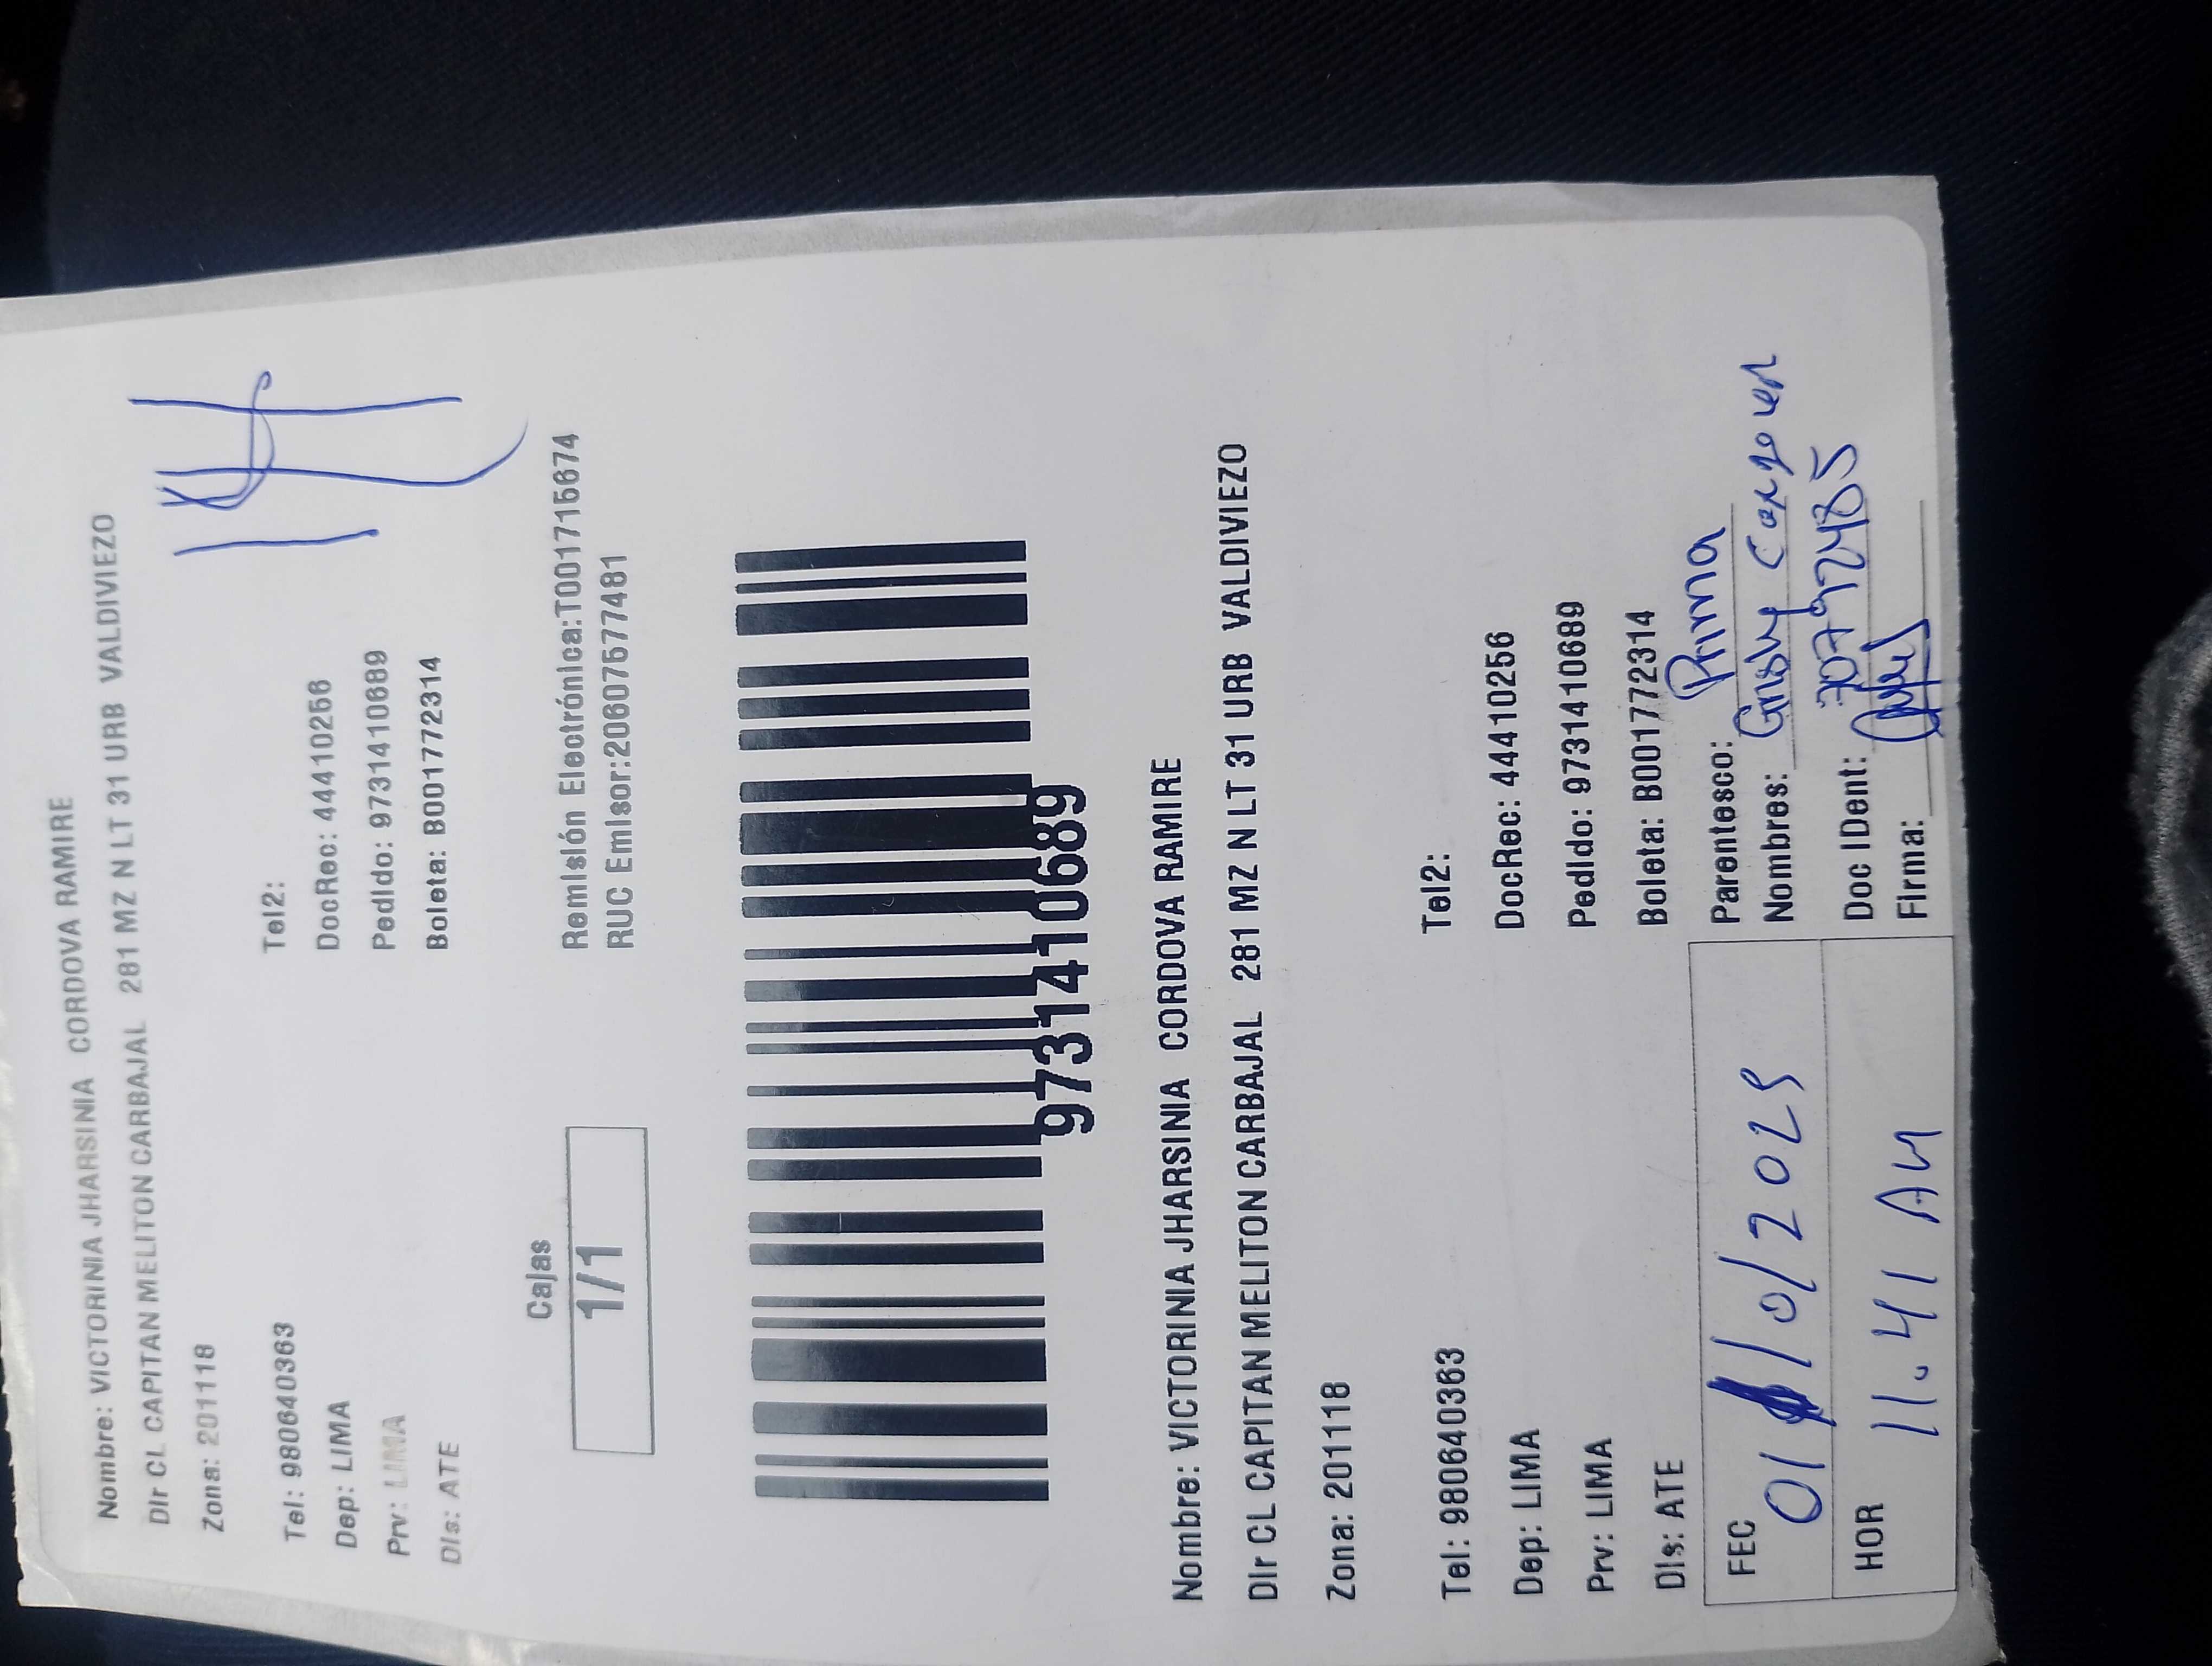 Nombre: VICTORINIA JHARSINIA CORDOVA RAMIRE
Dir CL CAPITAN MELITON CARBAJAL 281 MZ N LT 31 URB VALDIVIEZO
Zona: 201118
Tel: 980640363 Tel2:
Dep: LIMA DocRec: 44410256
Prv: LIMA Pedido: 9731410689
Dis: ATE Boleta: B001772314
Cajas
1/1
Remisión Electrónica:T001715674
RUC Emisor:20607577481
9731410689
Nombre: VICTORINIA JHARSINIA CORDOVA RAMIRE
Dir CL CAPITAN MELITON CARBAJAL 281 MZ N LT 31 URB VALDIVIEZO
Zona: 201118
Tel: 980640363 Tel2:
Dep: LIMA DocRec: 44410256
Prv: LIMA Pedido: 9731410689
Dis: ATE Boleta: B001772314
FEC 01/10/2025 Parentesco: Prima
Nombres:
HOR 11.41 AM Doc IDent: 70792485
Firma: